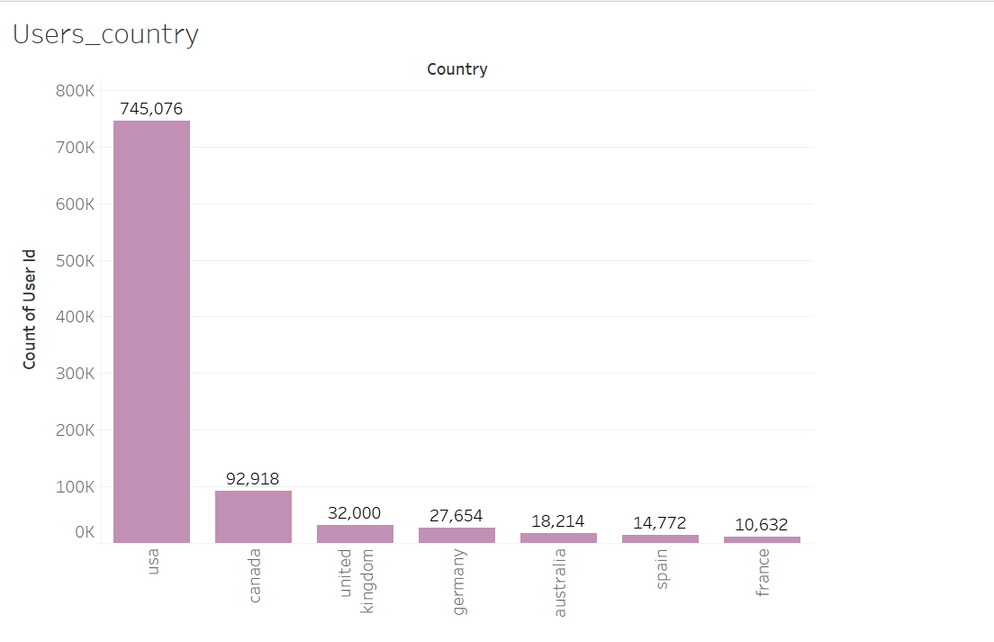 Users_country
Country
800K
700K
600K
500K
400K
300K
200K
100K
0K
Count of User Id
745,076
92,918
32,000
27,654
18,214
14,772
10,632
usa
canada
united
kingdom
germany
australia
spain
france